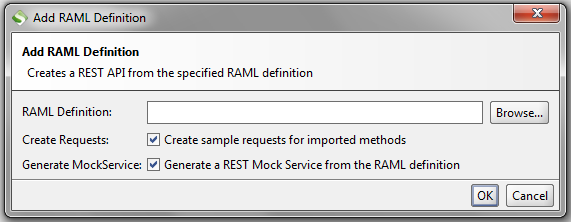 Add RAML Definition
Add RAML Definition
Creates a REST API from the specified RAML definition
RAML Definition: Browse...
Create Requests: Create sample requests for imported methods
Generate MockService: Generate a REST Mock Service from the RAML definition
OK Cancel